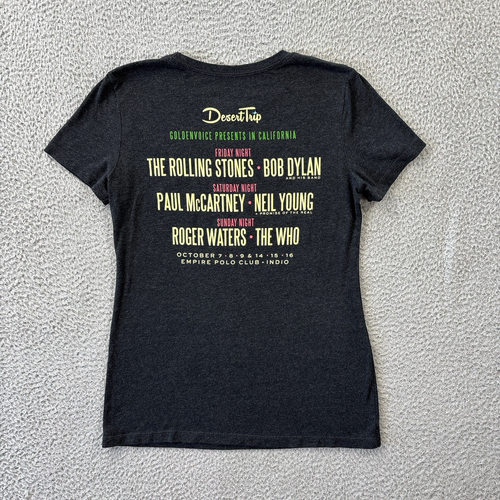 Desert Trip
GOLDENVOICE PRESENTS IN CALIFORNIA
FRIDAY NIGHT
THE ROLLING STONES • BOB DYLAN
AND HIS BAND
SATURDAY NIGHT
PAUL McCARTNEY • NEIL YOUNG
+ PROMISE OF THE REAL
SUNDAY NIGHT
ROGER WATERS • THE WHO
OCTOBER 7 • 8 • 9 & 14 • 15 • 16
EMPIRE POLO CLUB • INDIO